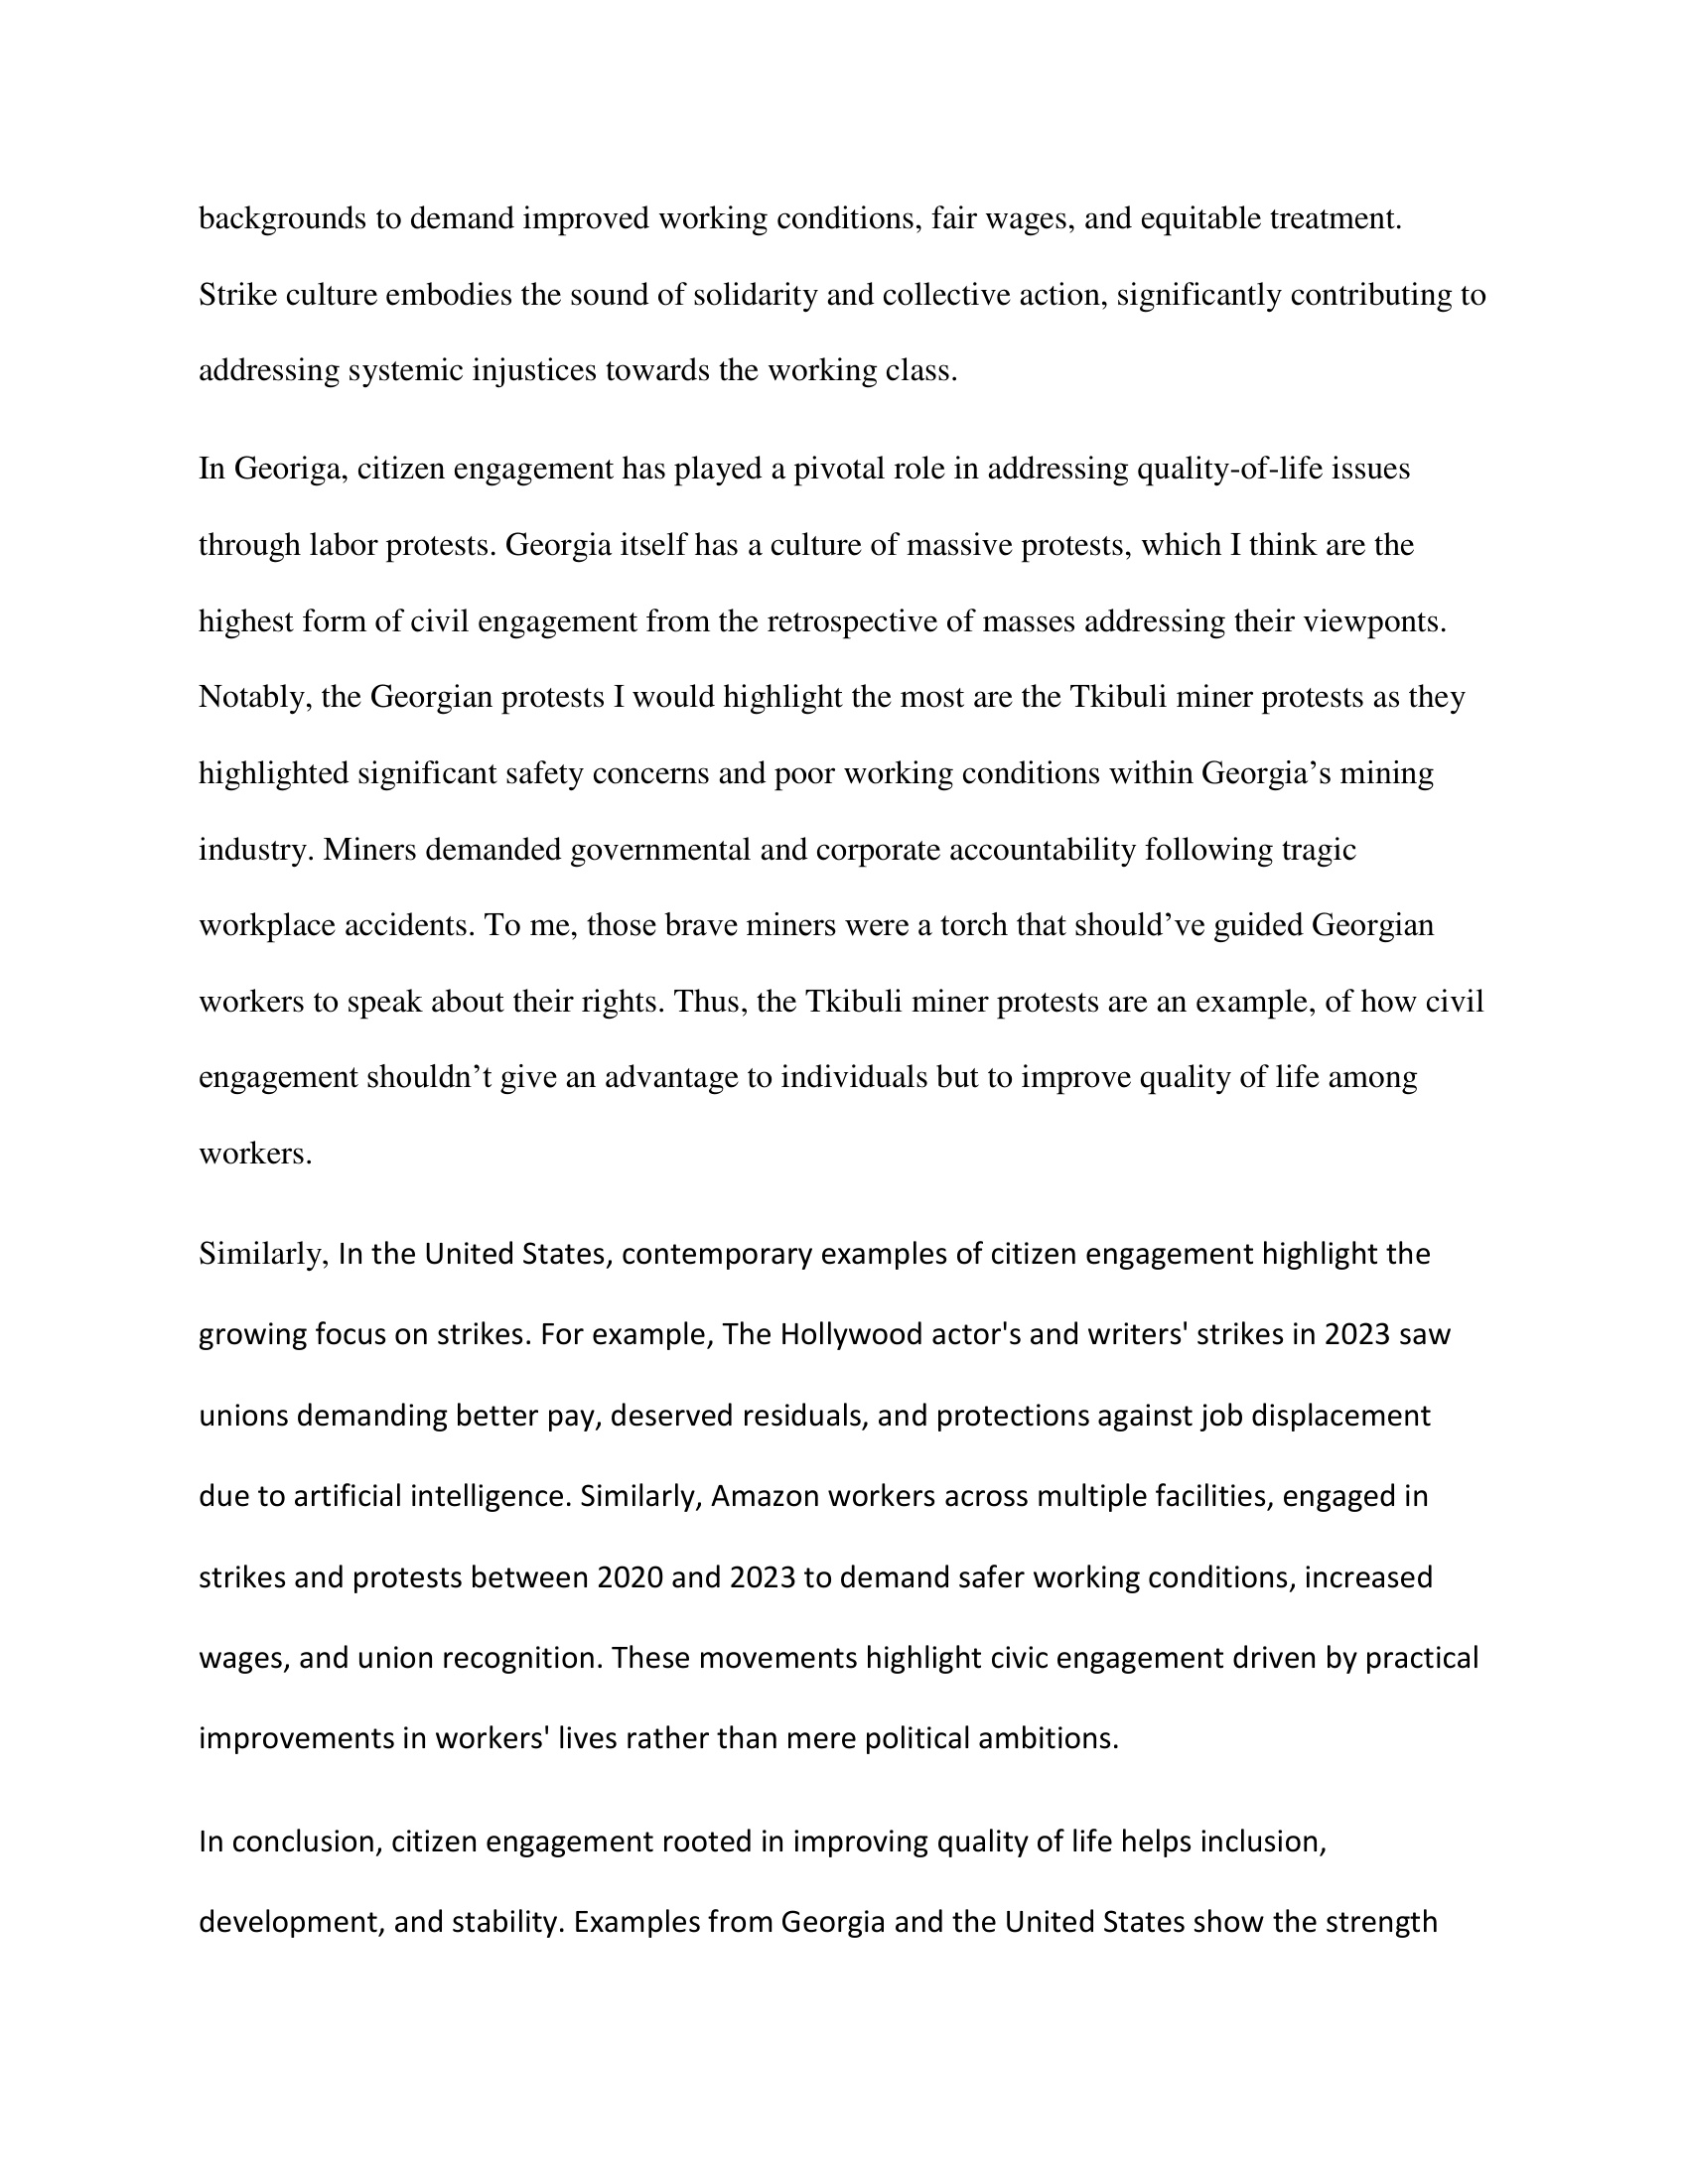 backgrounds to demand improved working conditions, fair wages, and equitable treatment.
Strike culture embodies the sound of solidarity and collective action, significantly contributing to
addressing systemic injustices towards the working class.
In Georiga, citizen engagement has played a pivotal role in addressing quality-of-life issues
through labor protests. Georgia itself has a culture of massive protests, which I think are the
highest form of civil engagement from the retrospective of masses addressing their viewponts.
Notably, the Georgian protests I would highlight the most are the Tkibuli miner protests as they
highlighted significant safety concerns and poor working conditions within Georgia’s mining
industry. Miners demanded governmental and corporate accountability following tragic
workplace accidents. To me, those brave miners were a torch that should’ve guided Georgian
workers to speak about their rights. Thus, the Tkibuli miner protests are an example, of how civil
engagement shouldn’t give an advantage to individuals but to improve quality of life among
workers.
Similarly, In the United States, contemporary examples of citizen engagement highlight the
growing focus on strikes. For example, The Hollywood actor's and writers' strikes in 2023 saw
unions demanding better pay, deserved residuals, and protections against job displacement
due to artificial intelligence. Similarly, Amazon workers across multiple facilities, engaged in
strikes and protests between 2020 and 2023 to demand safer working conditions, increased
wages, and union recognition. These movements highlight civic engagement driven by practical
improvements in workers' lives rather than mere political ambitions.
In conclusion, citizen engagement rooted in improving quality of life helps inclusion,
development, and stability. Examples from Georgia and the United States show the strength